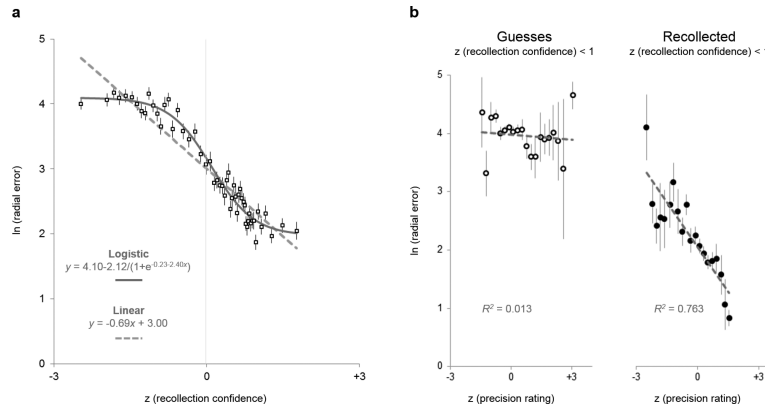 a
5
4
3
2
1
0
ln (radial error)
Logistic
y = 4.10-2.12/(1+e-0.23-2.40x)
Linear
y = -0.69x + 3.00
-3
0
+3
z (recollection confidence)
b
Guesses
z (recollection confidence) < 1
Recollected
z (recollection confidence) <
5
4
3
2
1
0
ln (radial error)
R² = 0.013
R² = 0.763
-3
0
+3
-3
0
+3
z (precision rating)
z (precision rating)